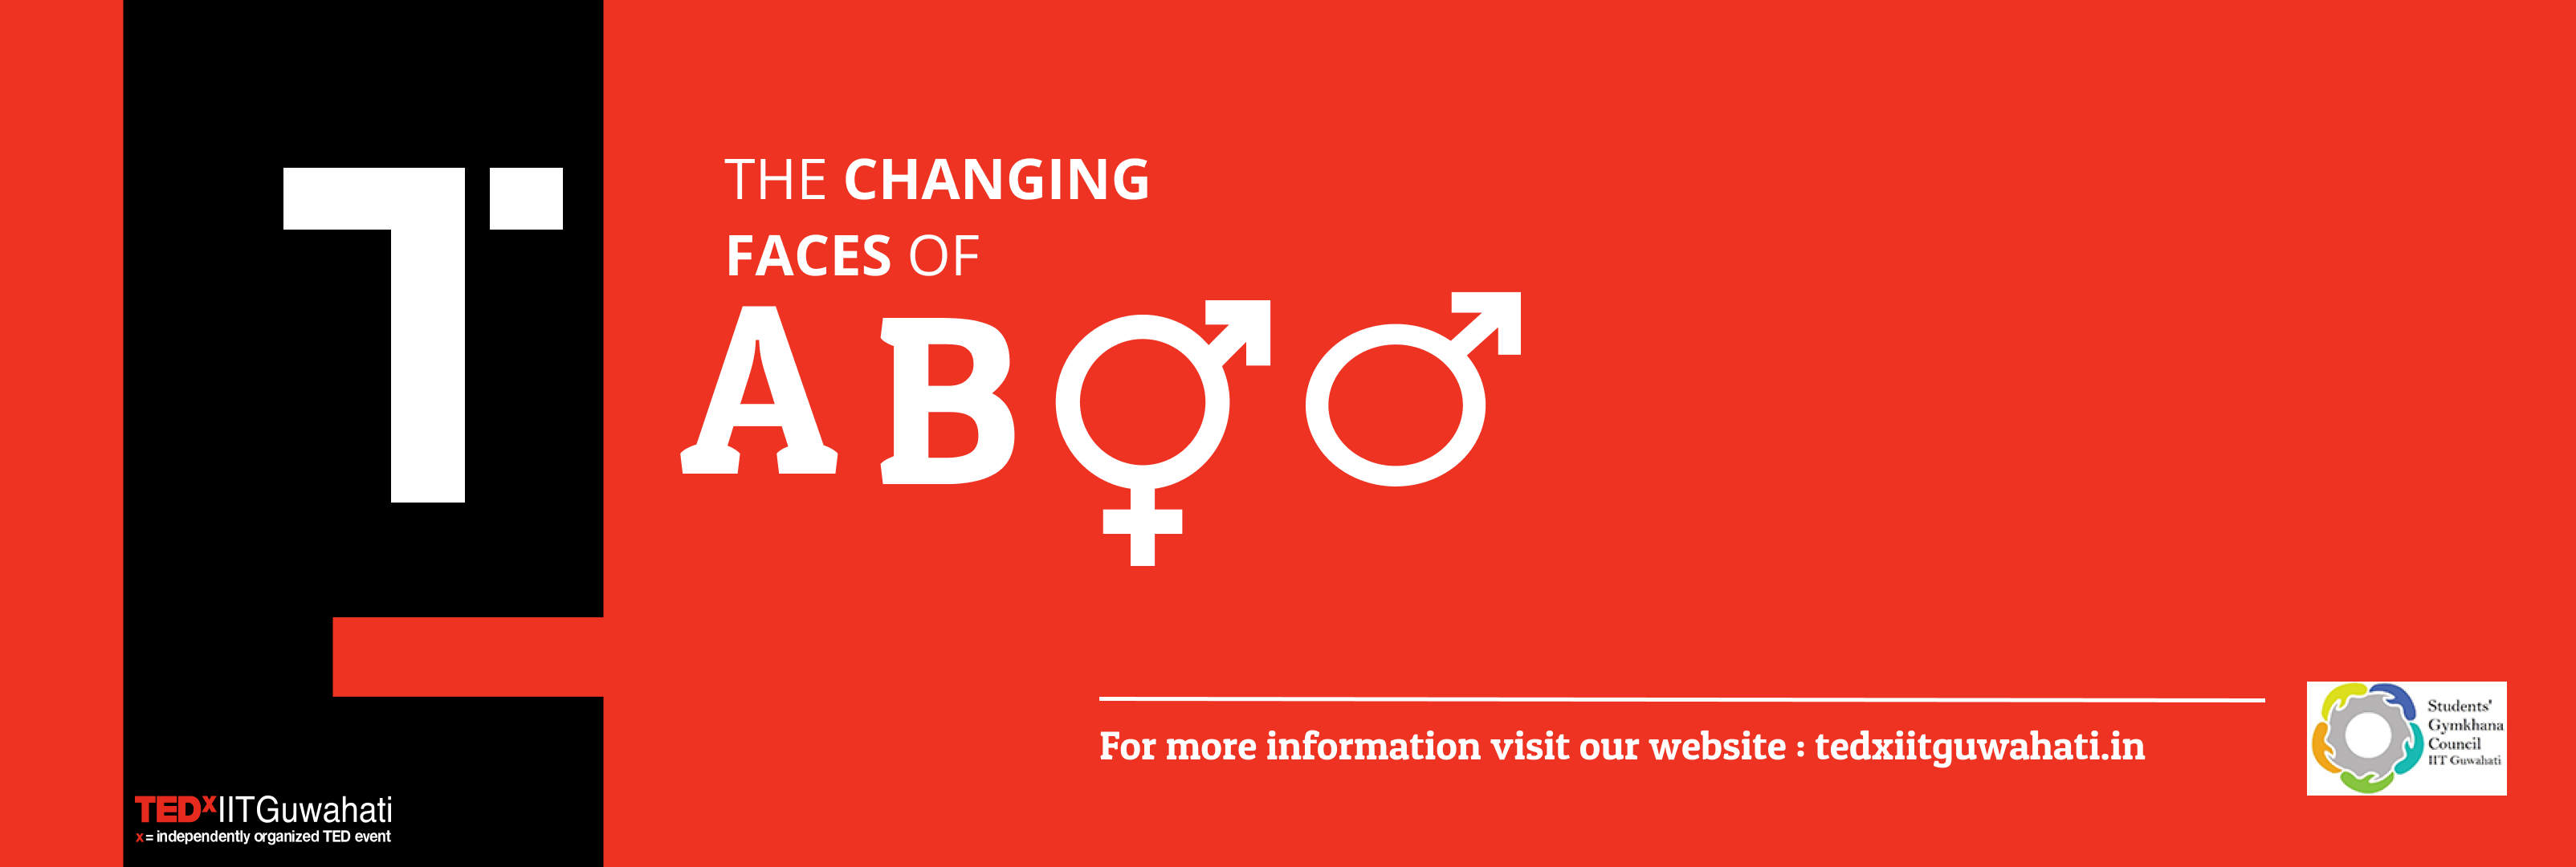 THE CHANGING
FACES OF
TABOO
For more information visit our website : tedxiitguwahati.in
TEDxIITGuwahati
x = independently organized TED event
Students'
Gymkhana
Council
IIT Guwahati